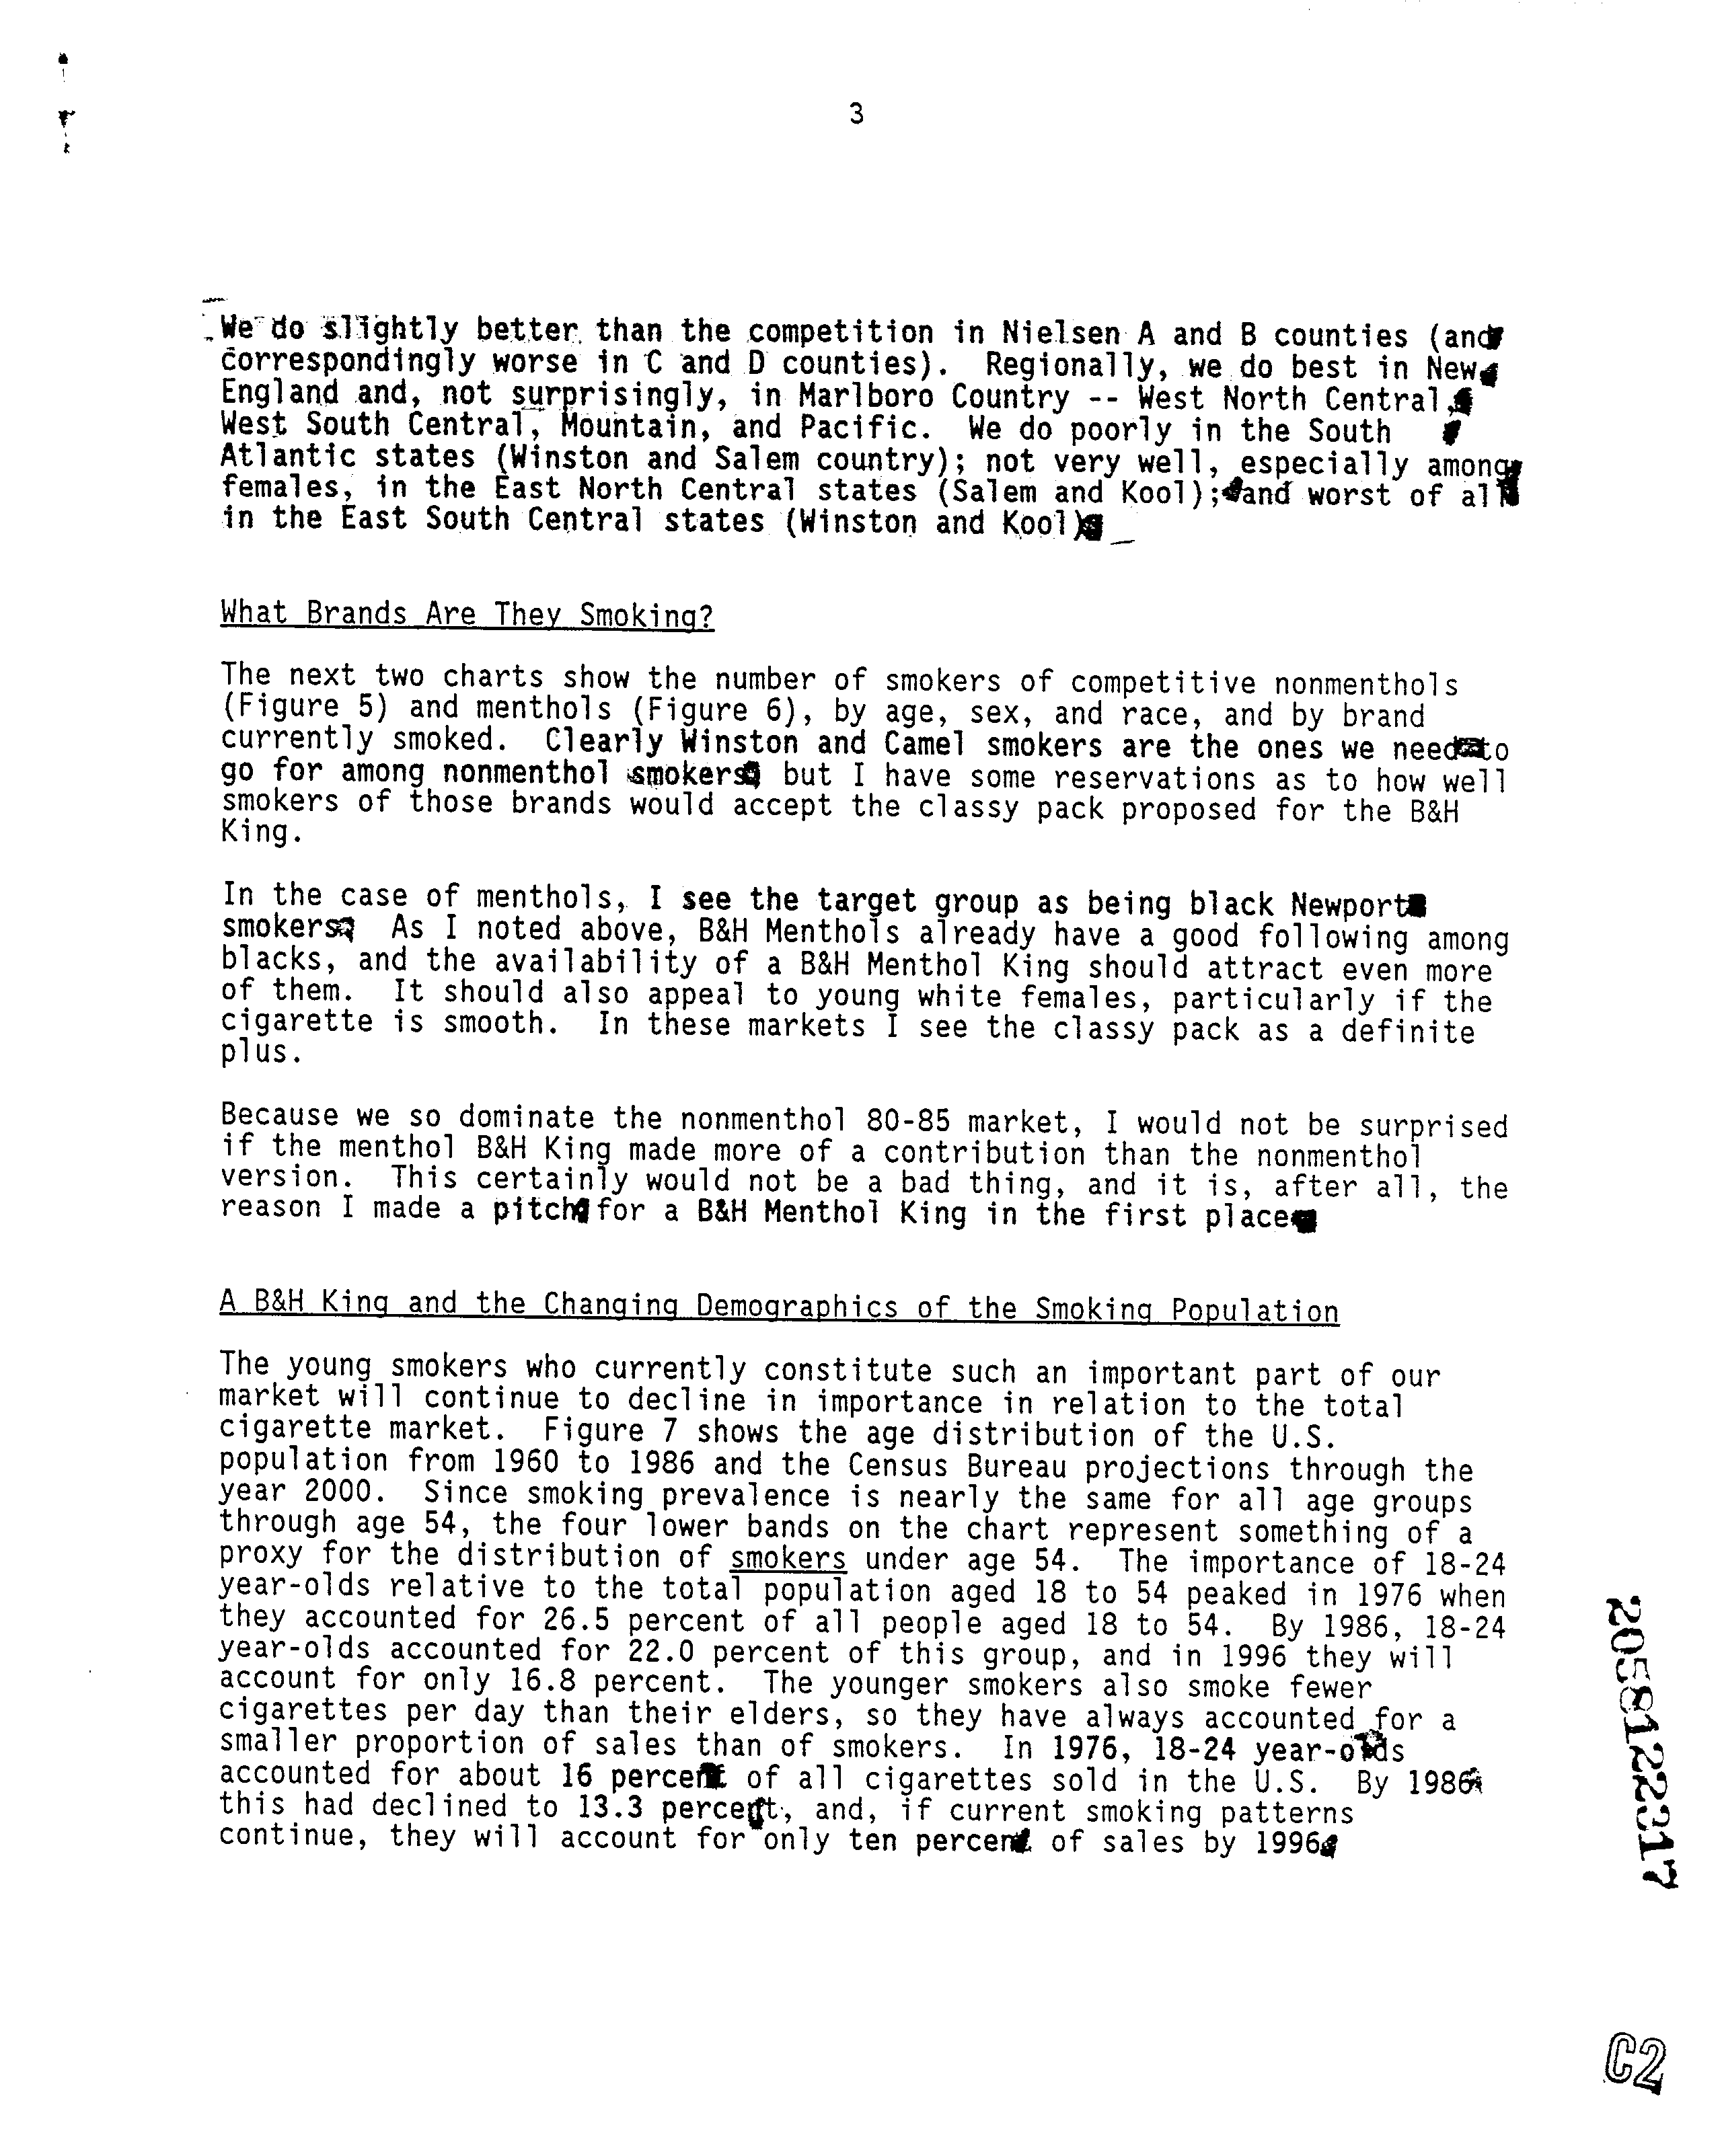 3
We do slightly better than the competition in Nielsen A and B counties (and
correspondingly worse in C and D counties).  Regionally, we do best in New
England and, not surprisingly, in Marlboro Country -- West North Central,
West South Central, Mountain, and Pacific.  We do poorly in the South
Atlantic states (Winston and Salem country); not very well, especially among
females, in the East North Central states (Salem and Kool); and worst of all
in the East South Central states (Winston and Kool).
What Brands Are They Smoking?
The next two charts show the number of smokers of competitive nonmenthols
(Figure 5) and menthols (Figure 6), by age, sex, and race, and by brand
currently smoked.  Clearly Winston and Camel smokers are the ones we need to
go for among nonmenthol smokers, but I have some reservations as to how well
smokers of those brands would accept the classy pack proposed for the B&H
King.
In the case of menthols, I see the target group as being black Newport
smokers.  As I noted above, B&H Menthols already have a good following among
blacks, and the availability of a B&H Menthol King should attract even more
of them.  It should also appeal to young white females, particularly if the
cigarette is smooth.  In these markets I see the classy pack as a definite
plus.
Because we so dominate the nonmenthol 80-85 market, I would not be surprised
if the menthol B&H King made more of a contribution than the nonmenthol
version.  This certainly would not be a bad thing, and it is, after all, the
reason I made a pitch for a B&H Menthol King in the first place.
A B&H King and the Changing Demographics of the Smoking Population
The young smokers who currently constitute such an important part of our
market will continue to decline in importance in relation to the total
cigarette market.  Figure 7 shows the age distribution of the U.S.
population from 1960 to 1986 and the Census Bureau projections through the
year 2000.  Since smoking prevalence is nearly the same for all age groups
through age 54, the four lower bands on the chart represent something of a
proxy for the distribution of smokers under age 54.  The importance of 18-24
year-olds relative to the total population aged 18 to 54 peaked in 1976 when
they accounted for 26.5 percent of all people aged 18 to 54.  By 1986, 18-24
year-olds accounted for 22.0 percent of this group, and in 1996 they will
account for only 16.8 percent.  The younger smokers also smoke fewer
cigarettes per day than their elders, so they have always accounted for a
smaller proportion of sales than of smokers.  In 1976, 18-24 year-olds
accounted for about 16 percent of all cigarettes sold in the U.S.  By 1986
this had declined to 13.3 percent, and, if current smoking patterns
continue, they will account for only ten percent of sales by 1996.
2058122317
C2